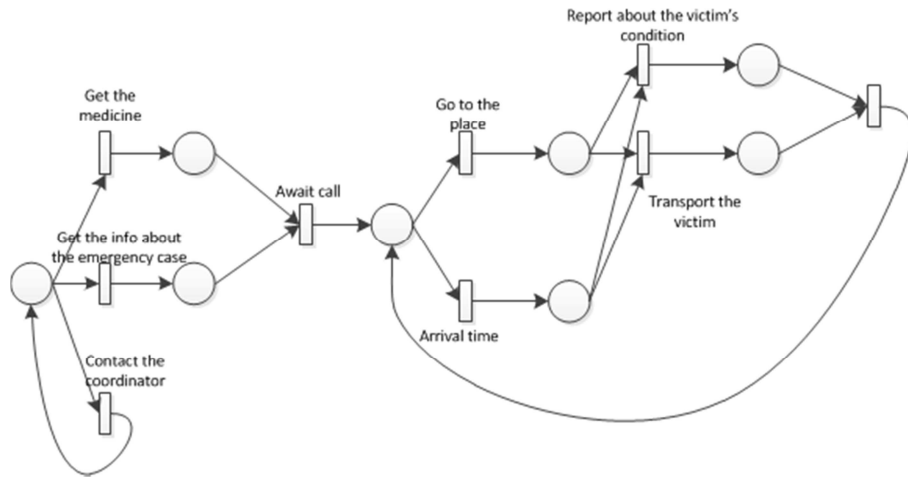 Report about the victim's
condition
Get the
medicine
Go to the
place
Await call
Transport the
victim
Get the info about
the emergency case
Arrival time
Contact the
coordinator